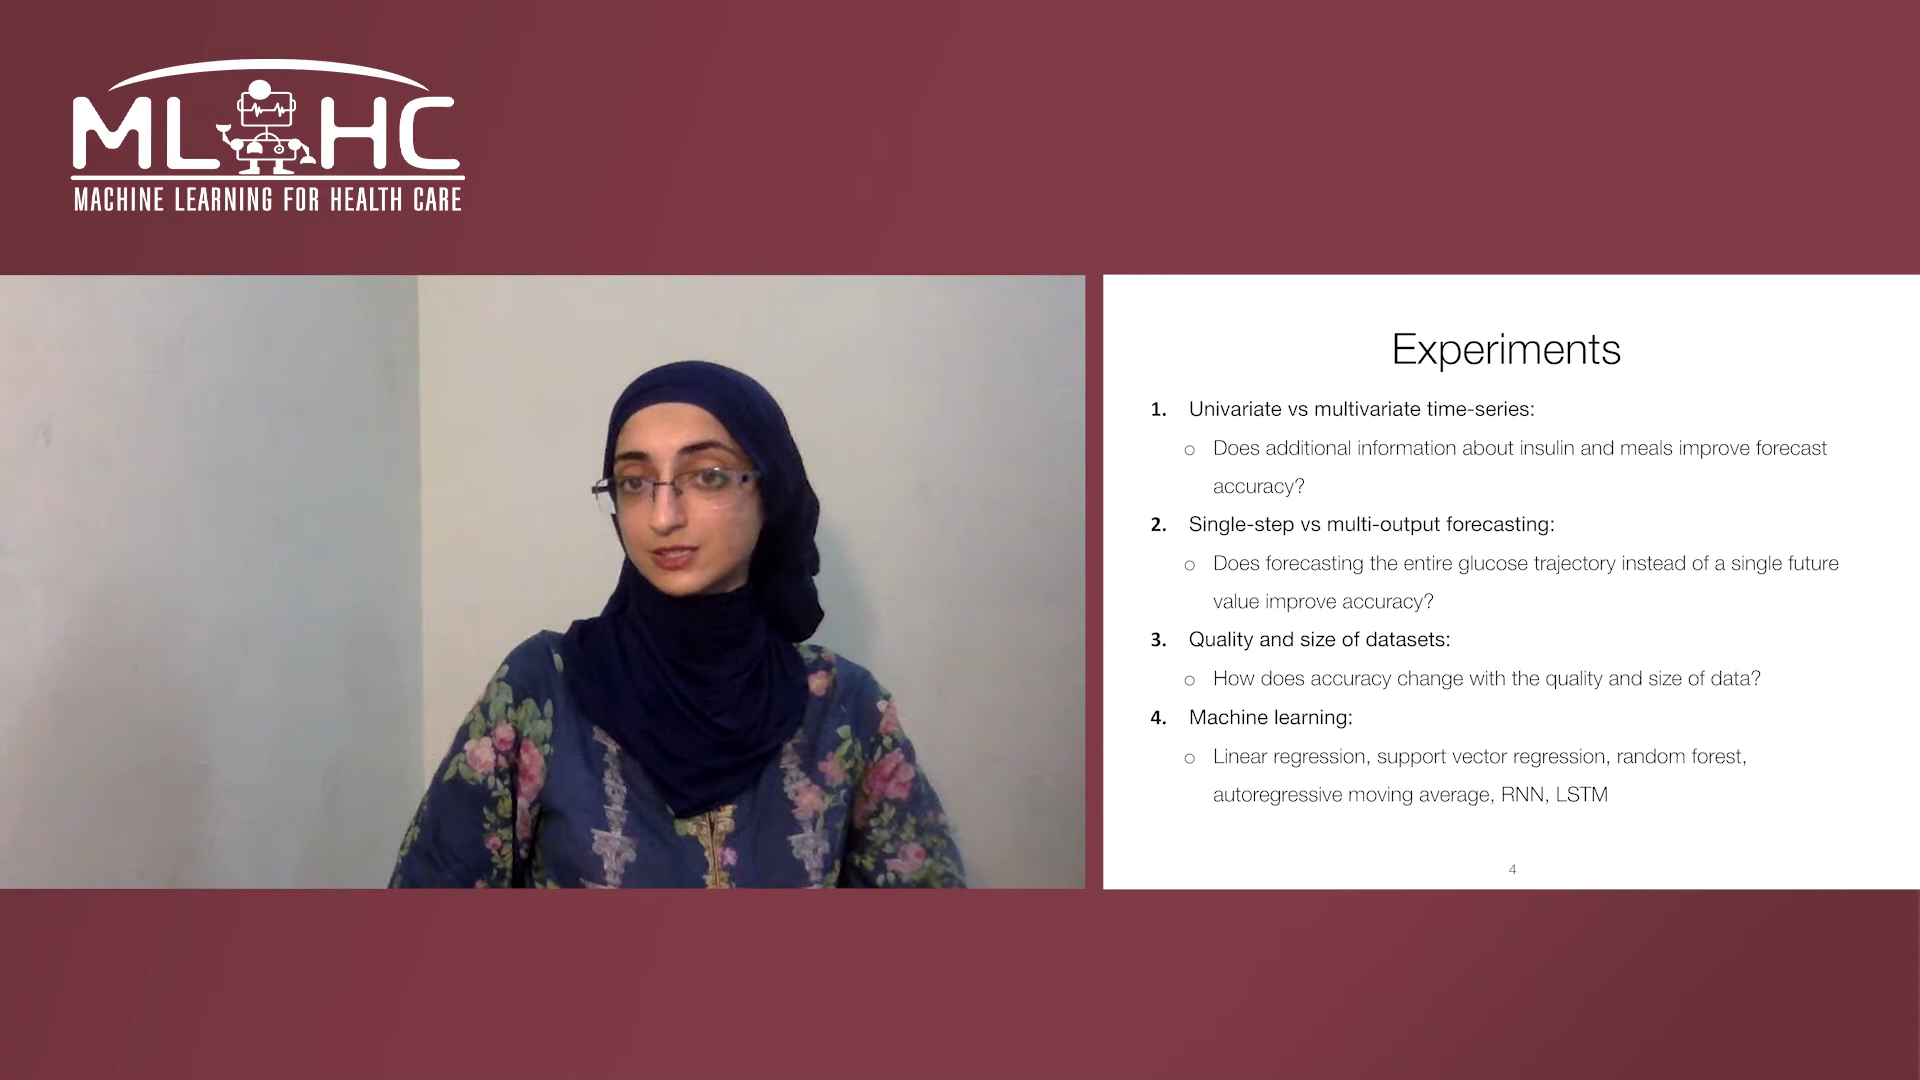 ML HC
MACHINE LEARNING FOR HEALTH CARE
Experiments
1. Univariate vs multivariate time-series:
○ Does additional information about insulin and meals improve forecast
accuracy?
2. Single-step vs multi-output forecasting:
○ Does forecasting the entire glucose trajectory instead of a single future
value improve accuracy?
3. Quality and size of datasets:
○ How does accuracy change with the quality and size of data?
4. Machine learning:
○ Linear regression, support vector regression, random forest,
autoregressive moving average, RNN, LSTM
4